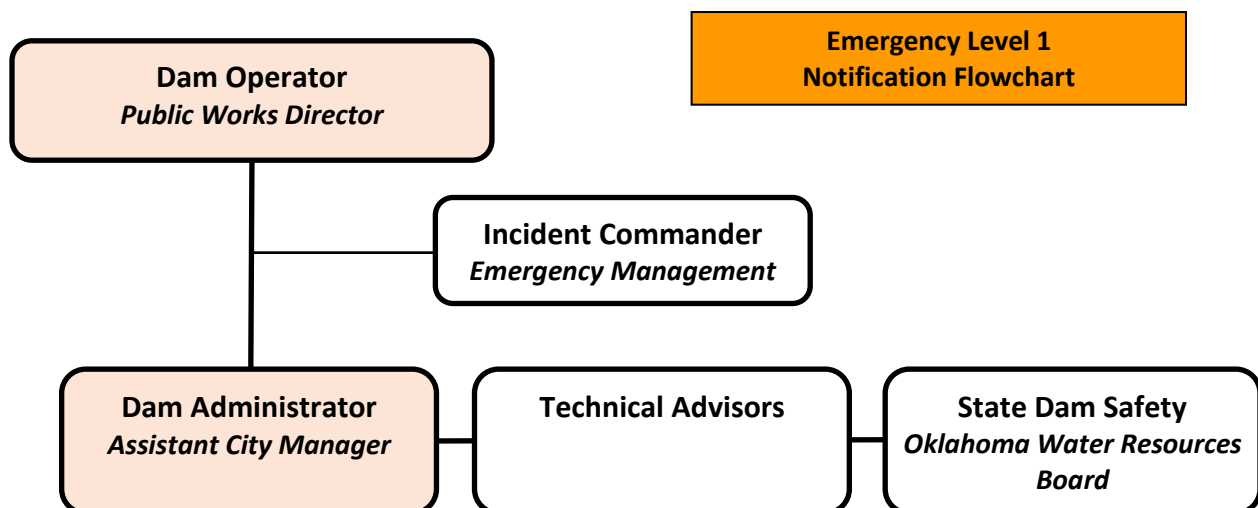 Emergency Level 1
Notification Flowchart
Dam Operator
Public Works Director
Incident Commander
Emergency Management
Dam Administrator
Assistant City Manager
Technical Advisors
State Dam Safety
Oklahoma Water Resources
Board